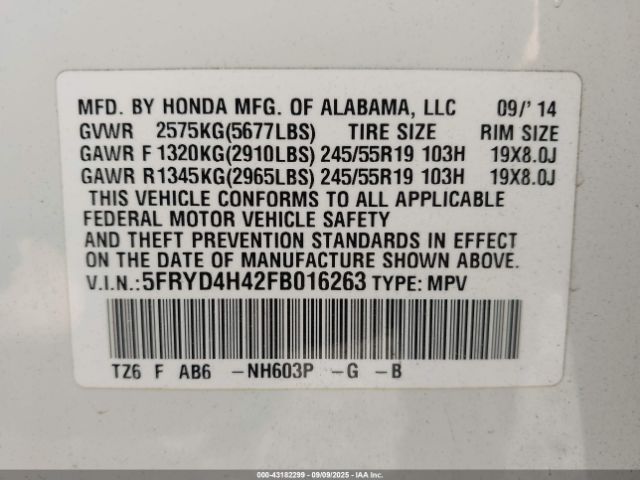 MFD. BY HONDA MFG. OF ALABAMA, LLC 09/' 14
GVWR 2575KG(5677LBS) TIRE SIZE RIM SIZE
GAWR F 1320KG(2910LBS) 245/55R19 103H 19X8.0J
GAWR R1345KG(2965LBS) 245/55R19 103H 19X8.0J
THIS VEHICLE CONFORMS TO ALL APPLICABLE
FEDERAL MOTOR VEHICLE SAFETY
AND THEFT PREVENTION STANDARDS IN EFFECT
ON THE DATE OF MANUFACTURE SHOWN ABOVE.
V.I.N.:5FRYD4H42FB016263 TYPE: MPV
TZ6 F AB6 -NH603P -G -B
000-43182299 - 09/09/2025 - IAAI.COM